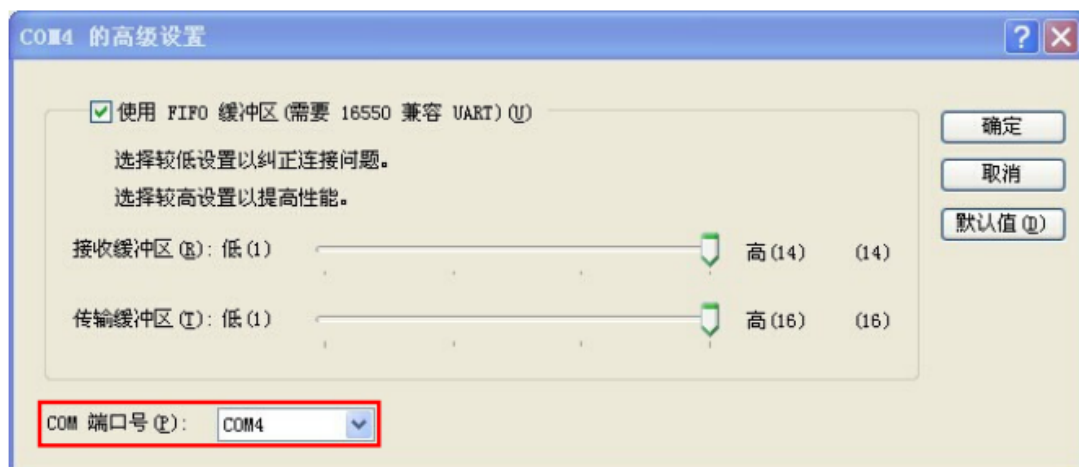 COM4 的高级设置
使用 FIFO 缓冲区(需要 16550 兼容 UART)(U)
确定
选择较低设置以纠正连接问题。
取消
选择较高设置以提高性能。
默认值(D)
接收缓冲区(R): 低(1) 高(14) (14)
传输缓冲区(T): 低(1) 高(16) (16)
COM 端口号(P): COM4